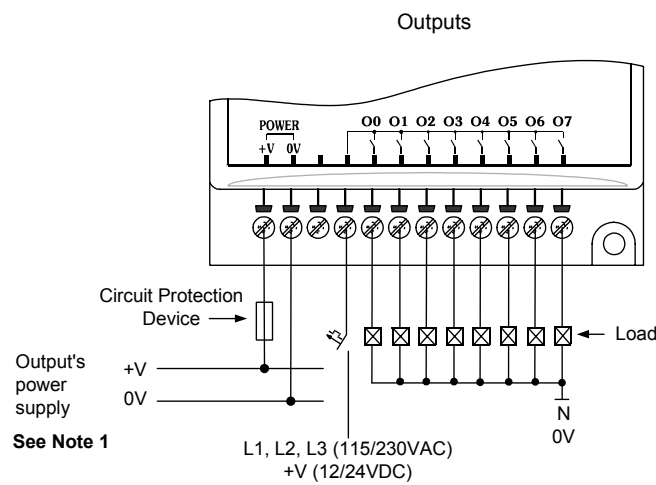 Outputs
POWER
+V 0V
O0 O1 O2 O3 O4 O5 O6 O7
Circuit Protection
Device
Load
Output's
power
supply
+V
0V
See Note 1
N
0V
L1, L2, L3 (115/230VAC)
+V (12/24VDC)